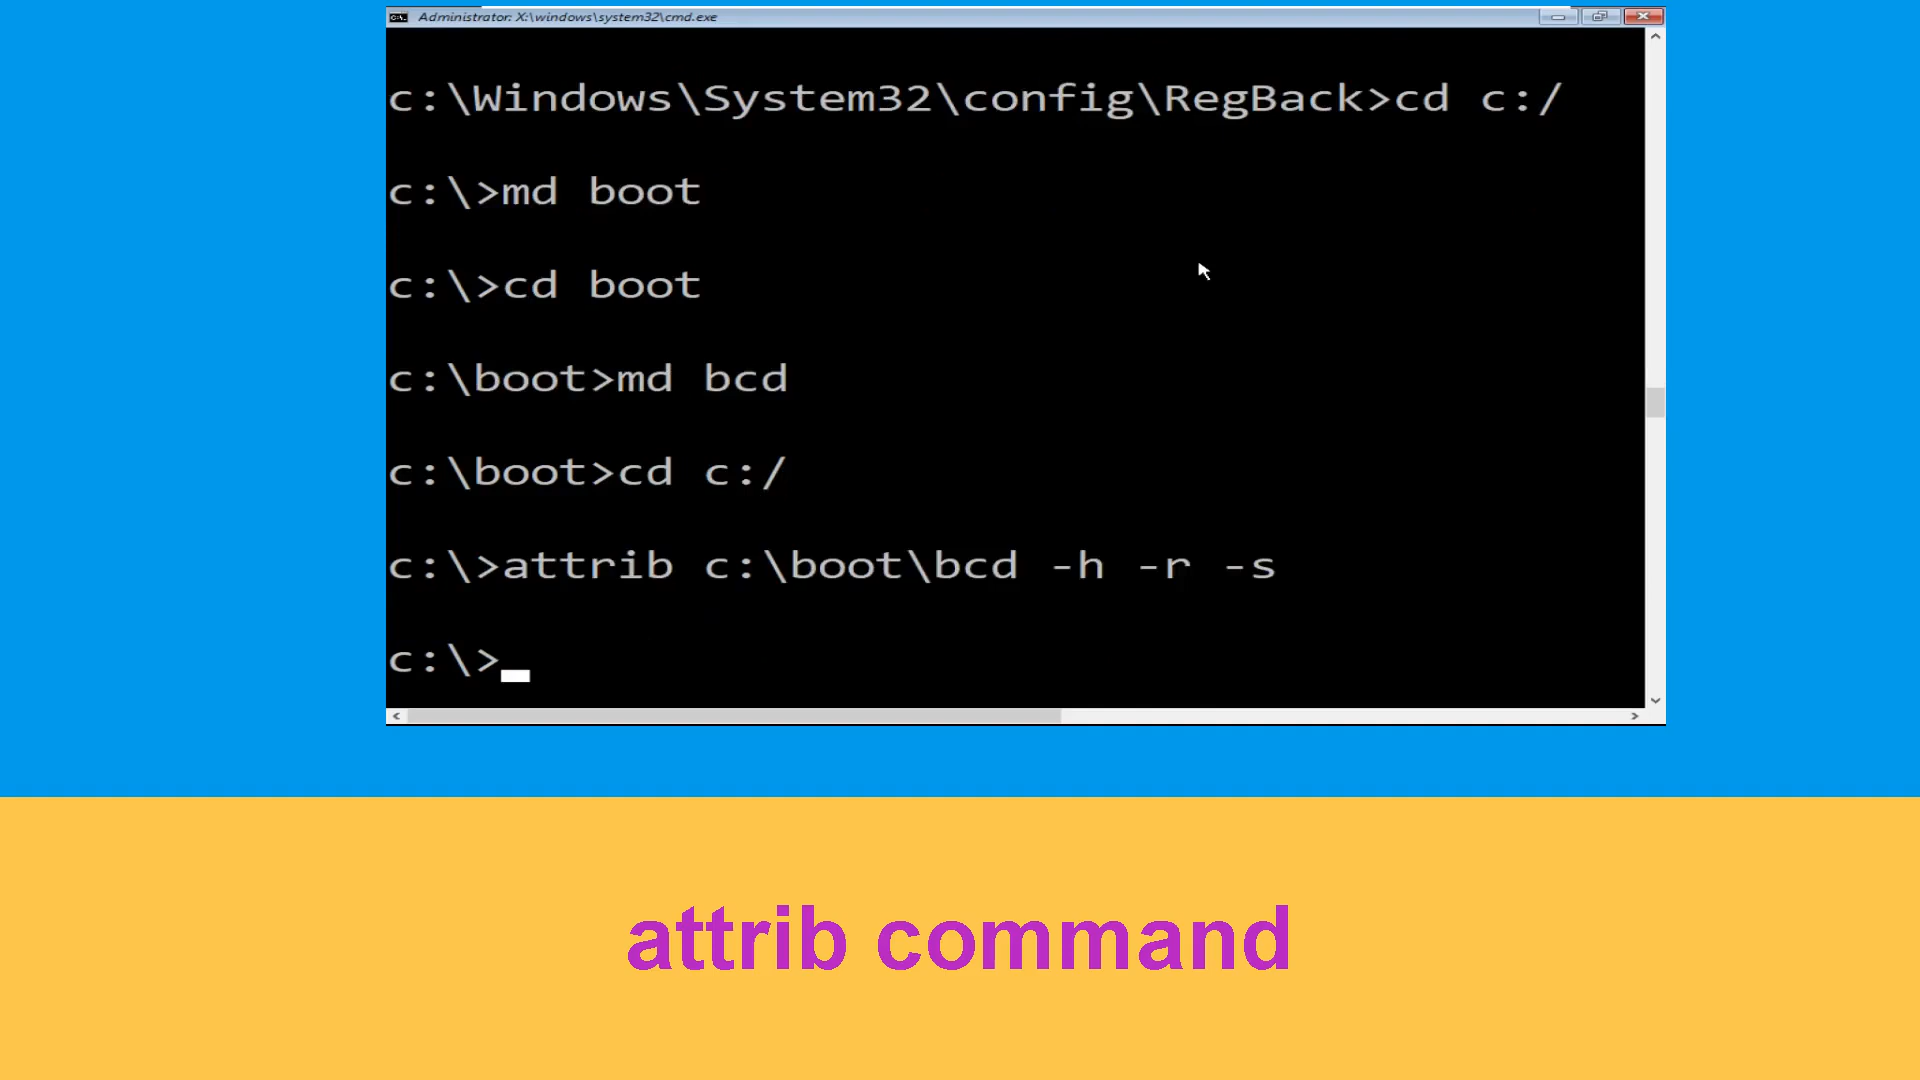 Administrator: X:\windows\system32\cmd.exe
c:\Windows\System32\config\RegBack>cd c:/
c:\>md boot
c:\>cd boot
c:\boot>md bcd
c:\boot>cd c:/
c:\>attrib c:\boot\bcd -h -r -s
c:\>
attrib command